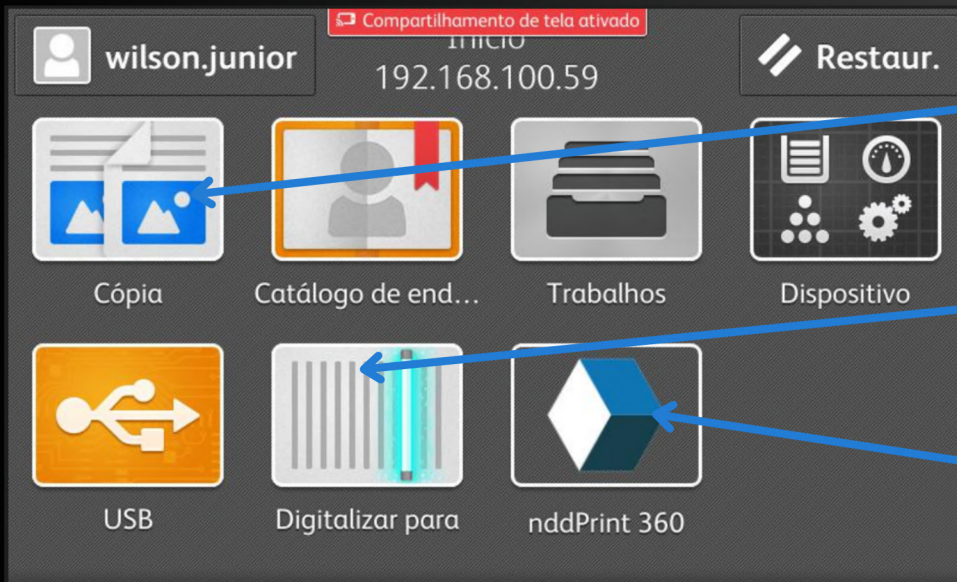 Compartilhamento de tela ativado
wilson.junior
Início
192.168.100.59
Restaur.
Cópia
Catálogo de end...
Trabalhos
Dispositivo
USB
Digitalizar para
nddPrint 360